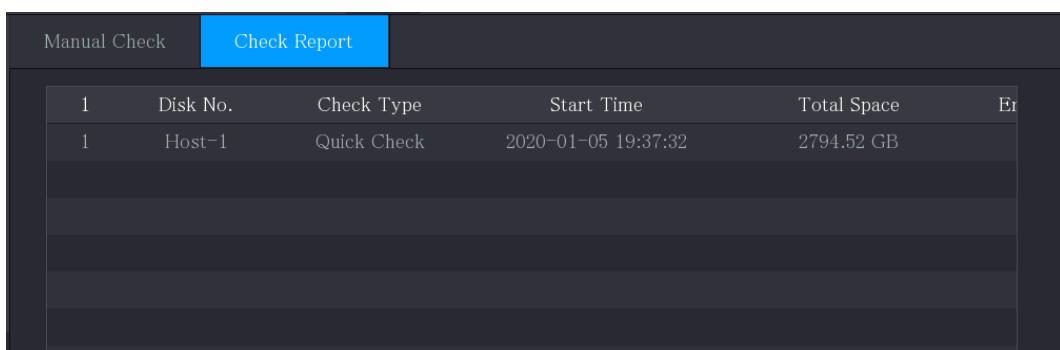 Manual Check Check Report
1 Disk No. Check Type Start Time Total Space Er
1 Host-1 Quick Check 2020-01-05 19:37:32 2794.52 GB